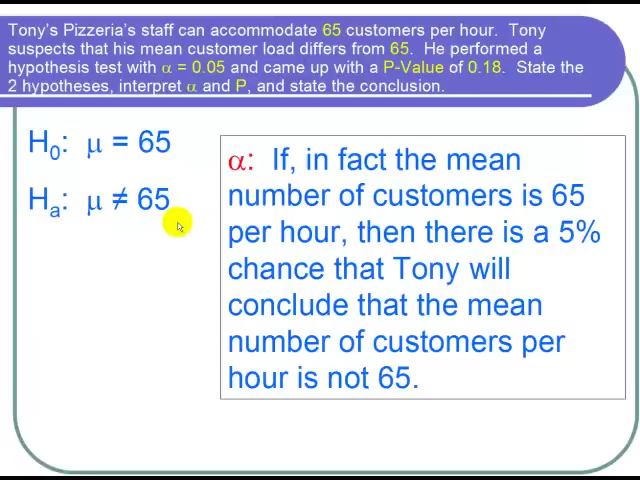 Tony's Pizzeria's staff can accommodate 65 customers per hour. Tony
suspects that his mean customer load differs from 65. He performed a
hypothesis test with α = 0.05 and came up with a P-Value of 0.18. State the
2 hypotheses, interpret α and P, and state the conclusion.
H₀: μ = 65
Hₐ: μ ≠ 65
α: If, in fact the mean
number of customers is 65
per hour, then there is a 5%
chance that Tony will
conclude that the mean
number of customers per
hour is not 65.